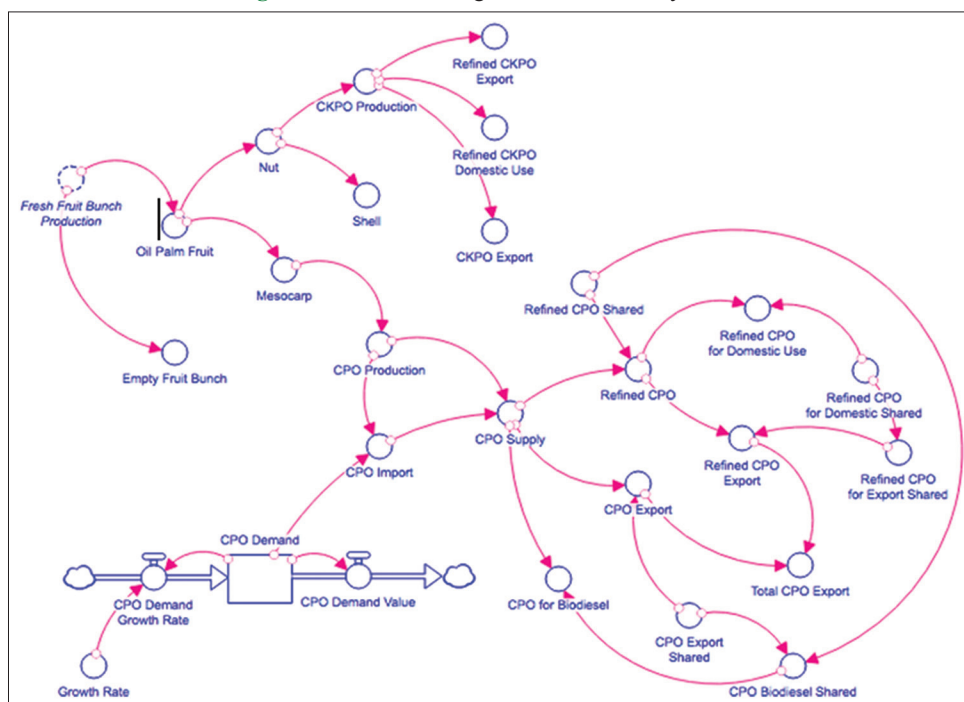 Refined CKPO
Export
CKPO Production
Refined CKPO
Domestic Use
Nut
Fresh Fruit Bunch
Production
Shell
Oil Palm Fruit
CKPO Export
Mesocarp
Refined CPO Shared
Refined CPO
for Domestic Use
CPO Production
Empty Fruit Bunch
Refined CPO
Refined CPO
for Domestic Shared
CPO Supply
CPO Import
Refined CPO
Export
Refined CPO
for Export Shared
CPO Export
CPO Demand
CPO Demand
Growth Rate
CPO Demand Value
CPO for Biodiesel
Total CPO Export
CPO Export
Shared
Growth Rate
CPO Biodiesel Shared